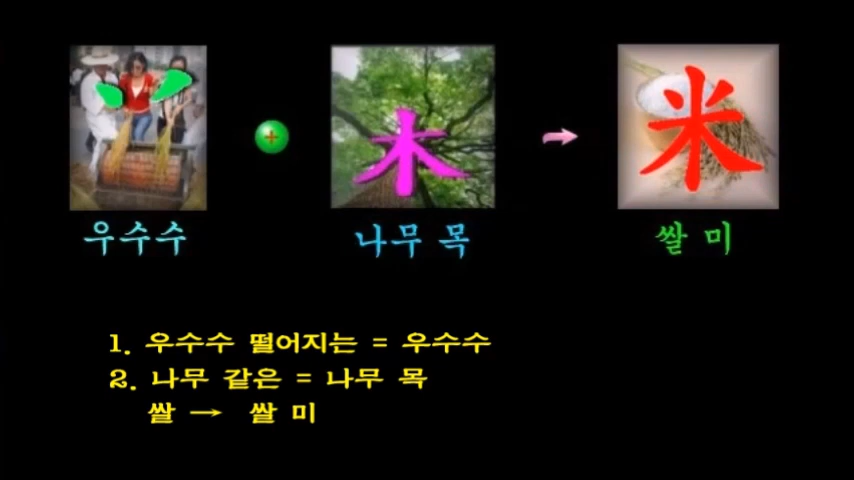 木
米
우수수
나무 목
쌀 미
1. 우수수 떨어지는 = 우수수
2. 나무 같은 = 나무 목
쌀 → 쌀 미